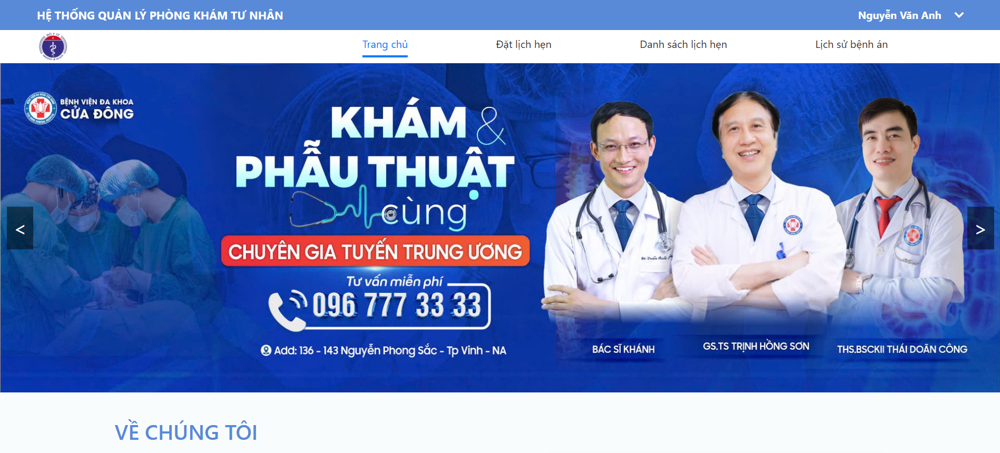 HỆ THỐNG QUẢN LÝ PHÒNG KHÁM TƯ NHÂN
Nguyễn Văn Anh
BỘ Y TẾ
Trang chủ
Đặt lịch hẹn
Danh sách lịch hẹn
Lịch sử bệnh án
BỆNH VIỆN ĐA KHOA
CỬA ĐÔNG
KHÁM &
PHẪU THUẬT
cùng
CHUYÊN GIA TUYẾN TRUNG ƯƠNG
Tư vấn miễn phí
096 777 33 33
Add: 136 - 143 Nguyễn Phong Sắc - Tp Vinh - NA
BÁC SĨ KHÁNH
GS.TS TRỊNH HỒNG SƠN
THS.BSCKII THÁI DOÃN CÔNG
<
>
VỀ CHÚNG TÔI